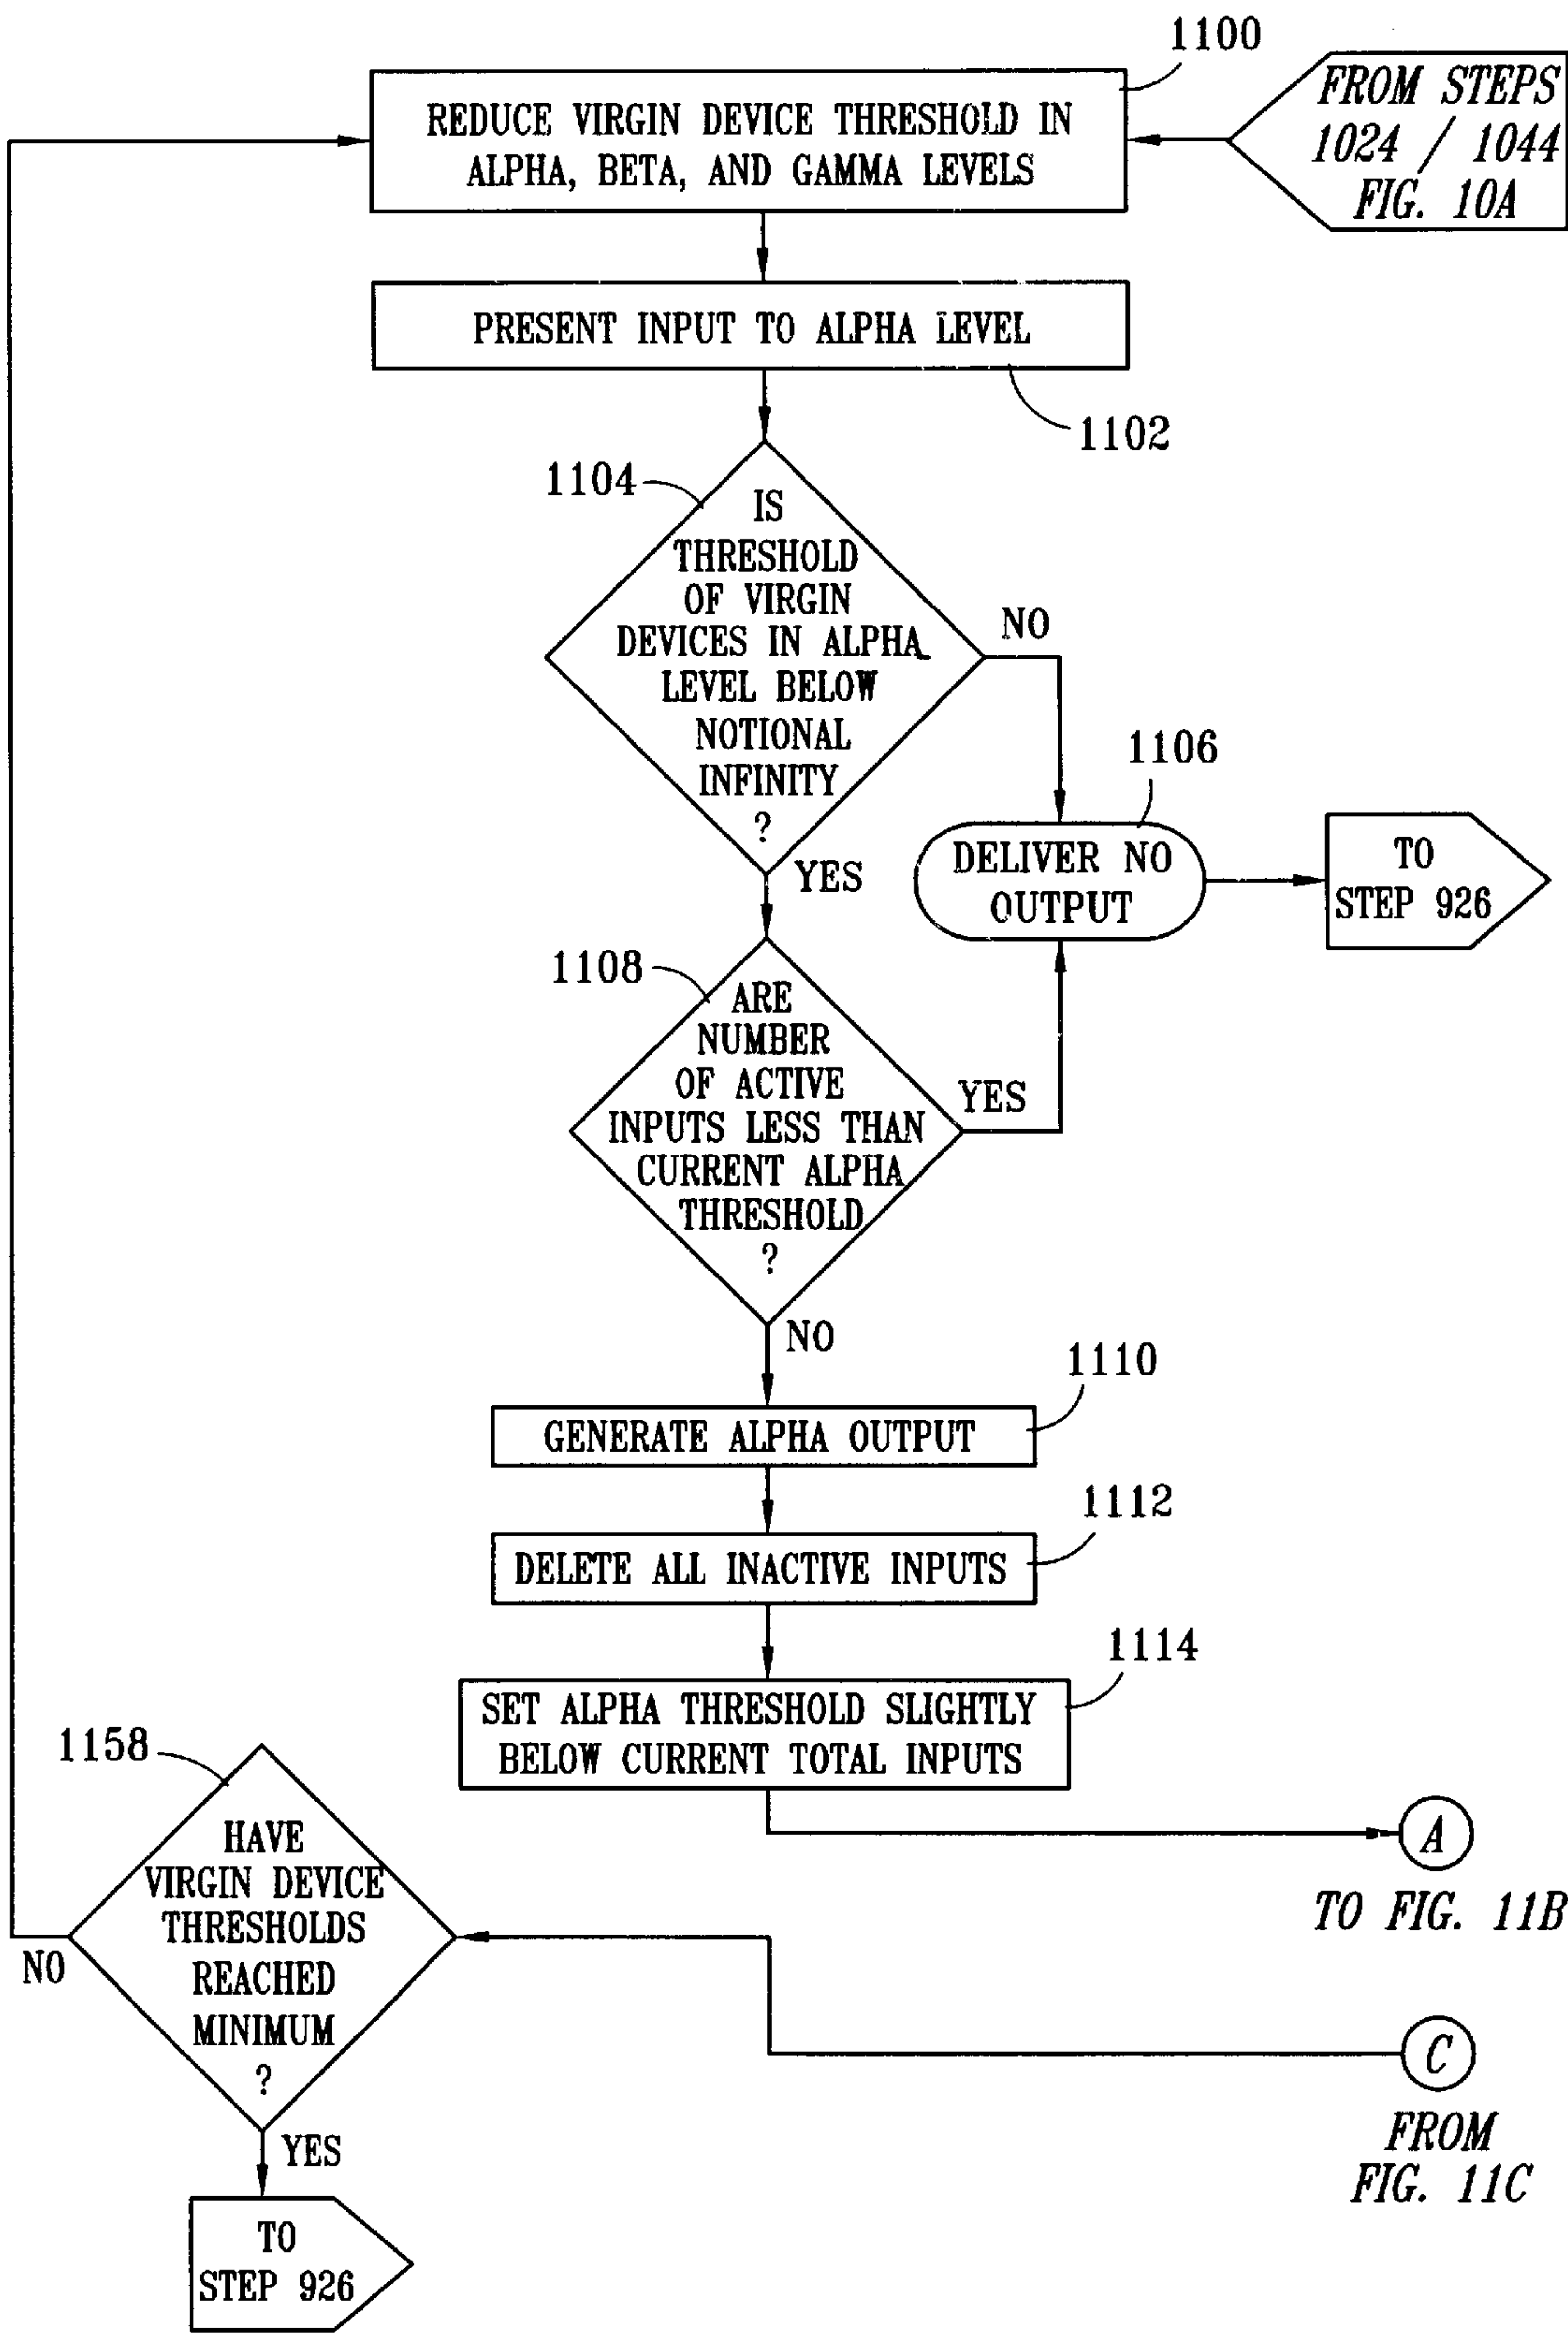 1100
REDUCE VIRGIN DEVICE THRESHOLD IN
ALPHA, BETA, AND GAMMA LEVELS
FROM STEPS
1024 / 1044
FIG. 10A
PRESENT INPUT TO ALPHA LEVEL
1102
1104
IS
THRESHOLD
OF VIRGIN
DEVICES IN ALPHA
LEVEL BELOW
NOTIONAL
INFINITY
?
NO
YES
1106
DELIVER NO
OUTPUT
TO
STEP 926
1108
ARE
NUMBER
OF ACTIVE
INPUTS LESS THAN
CURRENT ALPHA
THRESHOLD
?
YES
NO
1110
GENERATE ALPHA OUTPUT
1112
DELETE ALL INACTIVE INPUTS
1114
SET ALPHA THRESHOLD SLIGHTLY
BELOW CURRENT TOTAL INPUTS
A
TO FIG. 11B
1158
HAVE
VIRGIN DEVICE
THRESHOLDS
REACHED
MINIMUM
?
NO
YES
C
FROM
FIG. 11C
TO
STEP 926